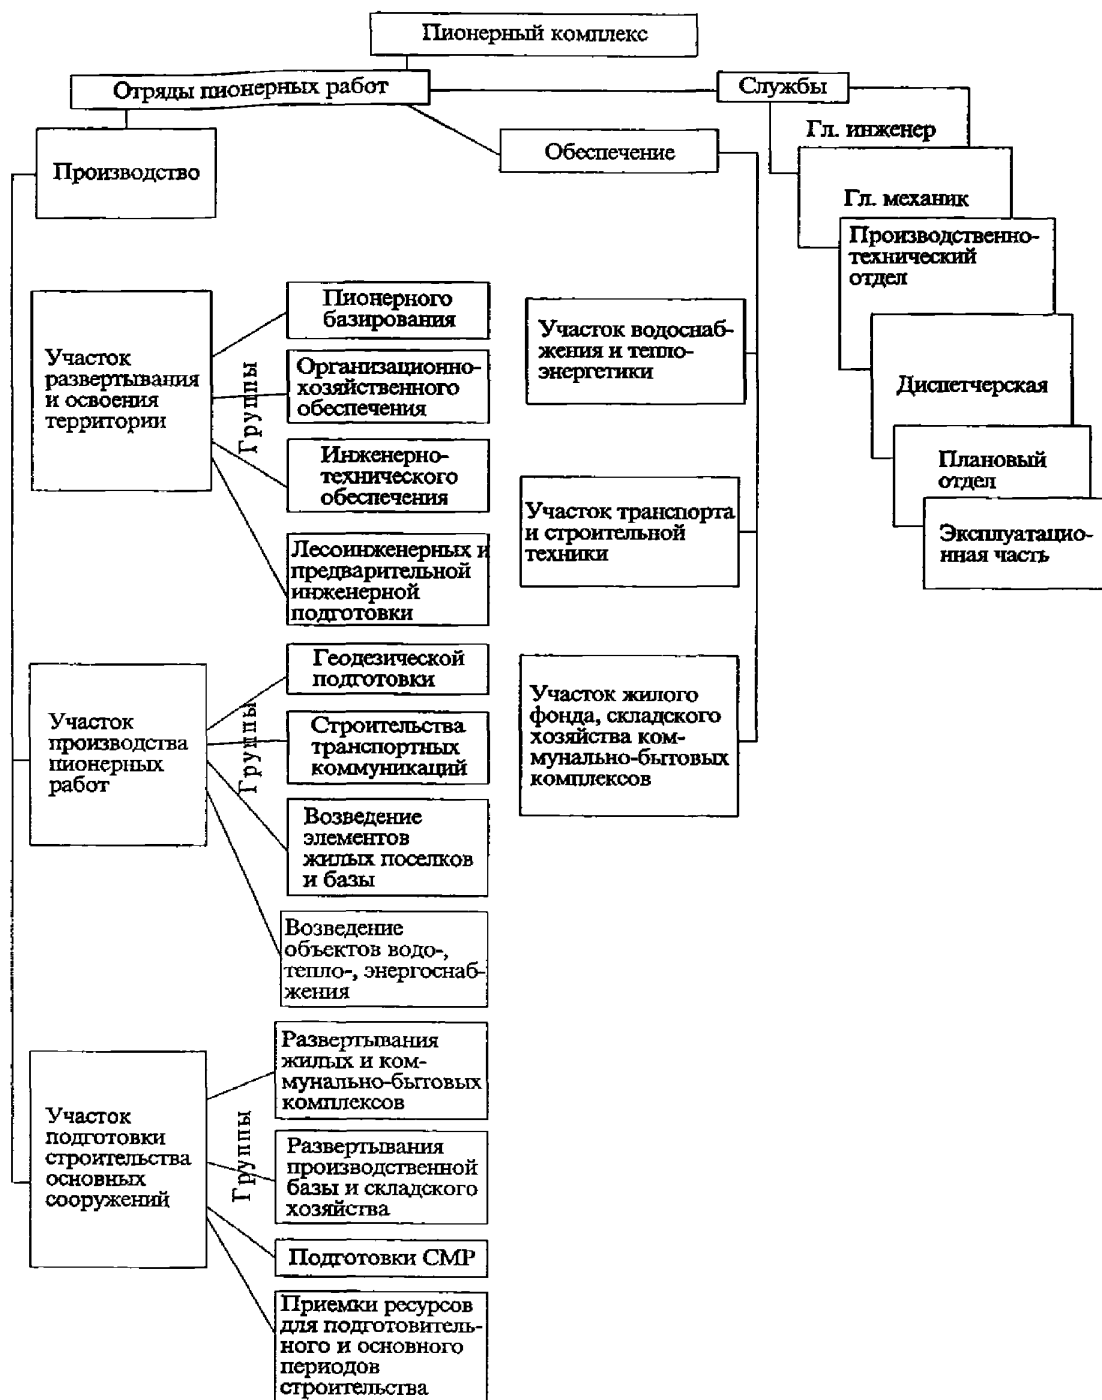 Пионерный комплекс
Отряды пионерных работ
Службы
Гл. инженер
Обеспечение
Производство
Гл. механик
Производственно-
технический
отдел
Диспетчерская
Плановый
отдел
Эксплуатацио-
нная часть
Участок
развертывания
и освоения
территории
Группы
Пионерного
базирования
Организационно-
хозяйственного
обеспечения
Инженерно-
технического
обеспечения
Лесоинженерных и
предварительной
инженерной
подготовки
Участок водоснаб-
жения и тепло-
энергетики
Участок транспорта
и строительной
техники
Участок жилого
фонда, складского
хозяйства ком-
мунально-бытовых
комплексов
Участок
производства
пионерных
работ
Группы
Геодезической
подготовки
Строительства
транспортных
коммуникаций
Возведение
элементов
жилых поселков
и базы
Возведение
объектов водо-,
тепло-, энергоснаб-
жения
Участок
подготовки
строительства
основных
сооружений
Группы
Развертывания
жилых и ком-
мунально-бытовых
комплексов
Развертывания
производственной
базы и складского
хозяйства
Подготовки СМР
Приемки ресурсов
для подготовитель-
ного и основного
периодов
строительства